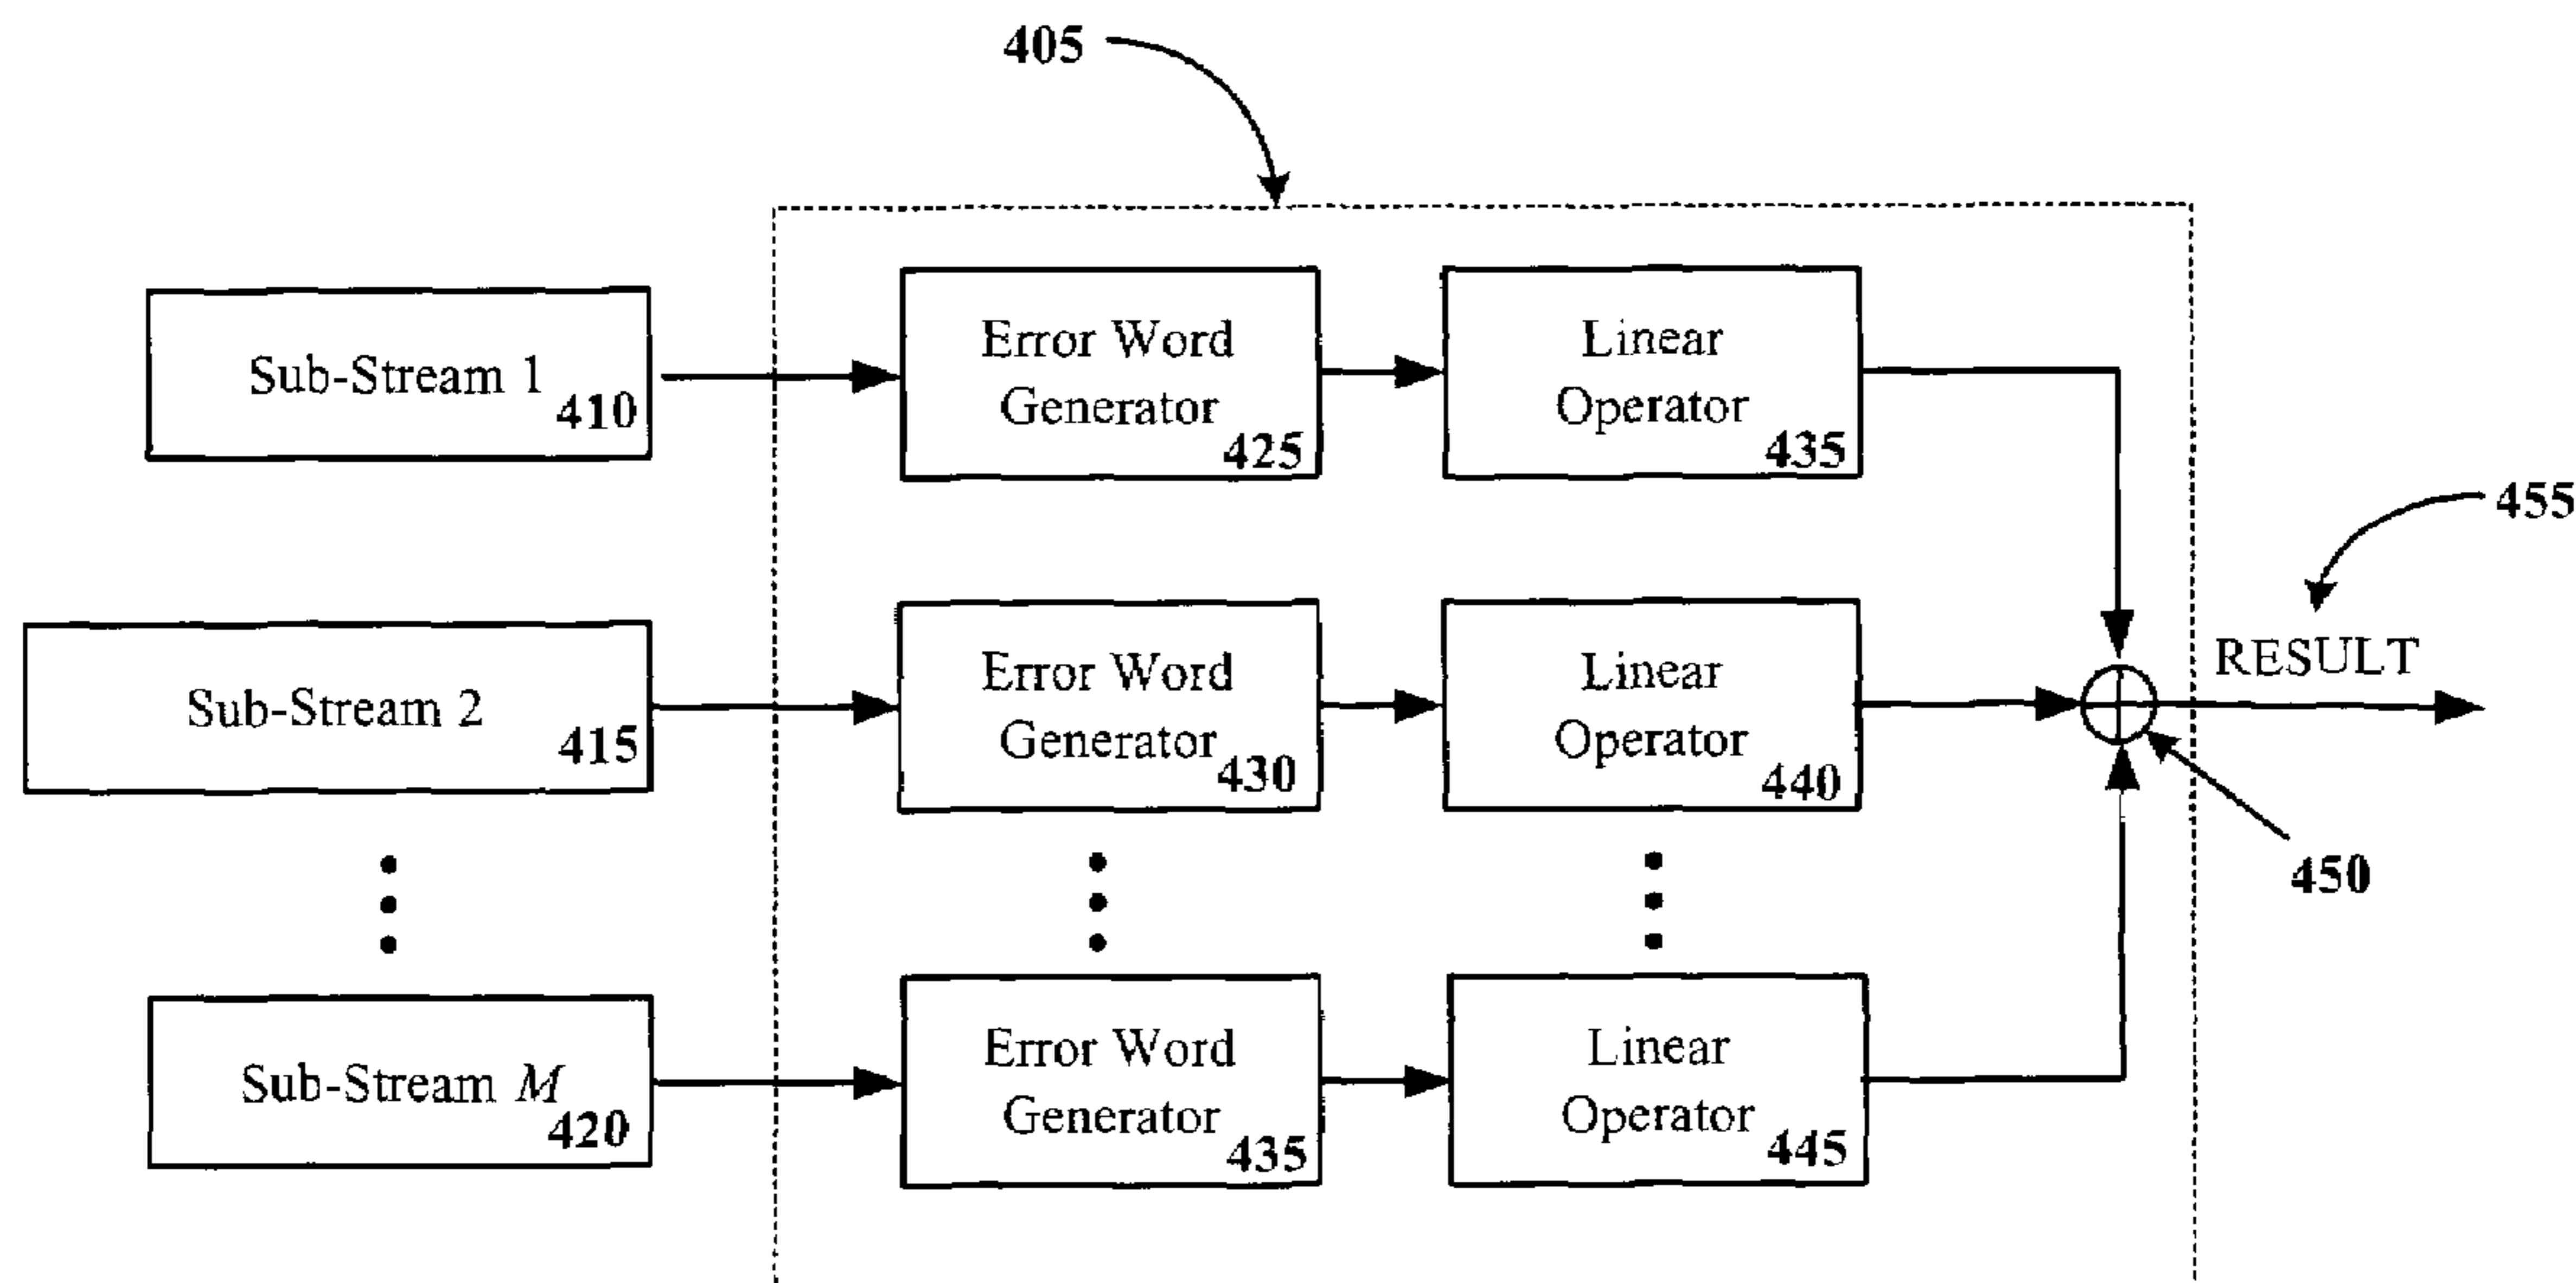 405
Sub-Stream 1
410
Error Word
Generator
425
Linear
Operator
435
455
RESULT
Sub-Stream 2
415
Error Word
Generator
430
Linear
Operator
440
450
Sub-Stream M
420
Error Word
Generator
435
Linear
Operator
445